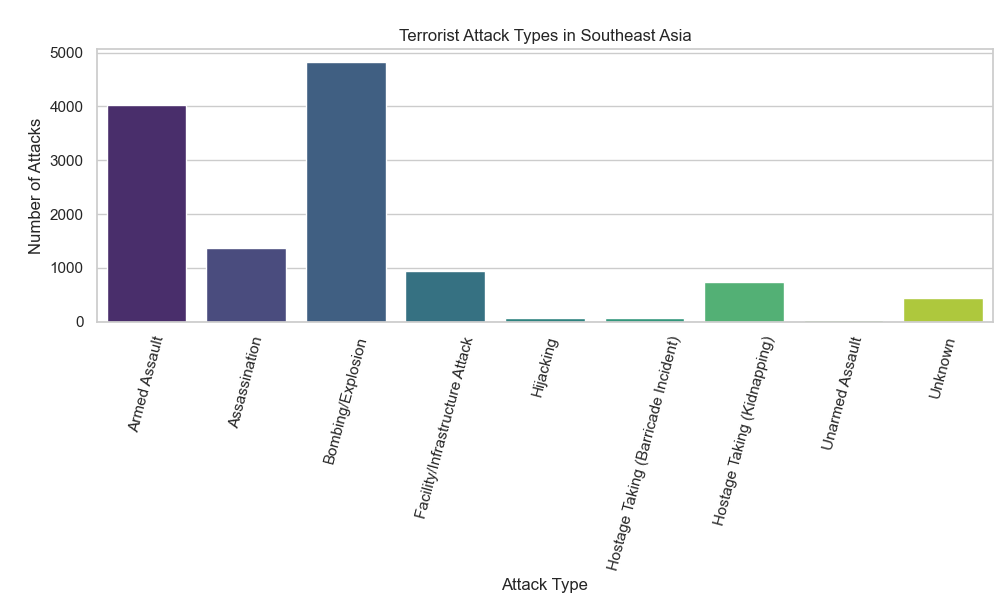 Terrorist Attack Types in Southeast Asia
Number of Attacks
5000
4000
3000
2000
1000
0
Armed Assault
Assassination
Bombing/Explosion
Facility/Infrastructure Attack
Hijacking
Hostage Taking (Barricade Incident)
Hostage Taking (Kidnapping)
Unarmed Assault
Unknown
Attack Type